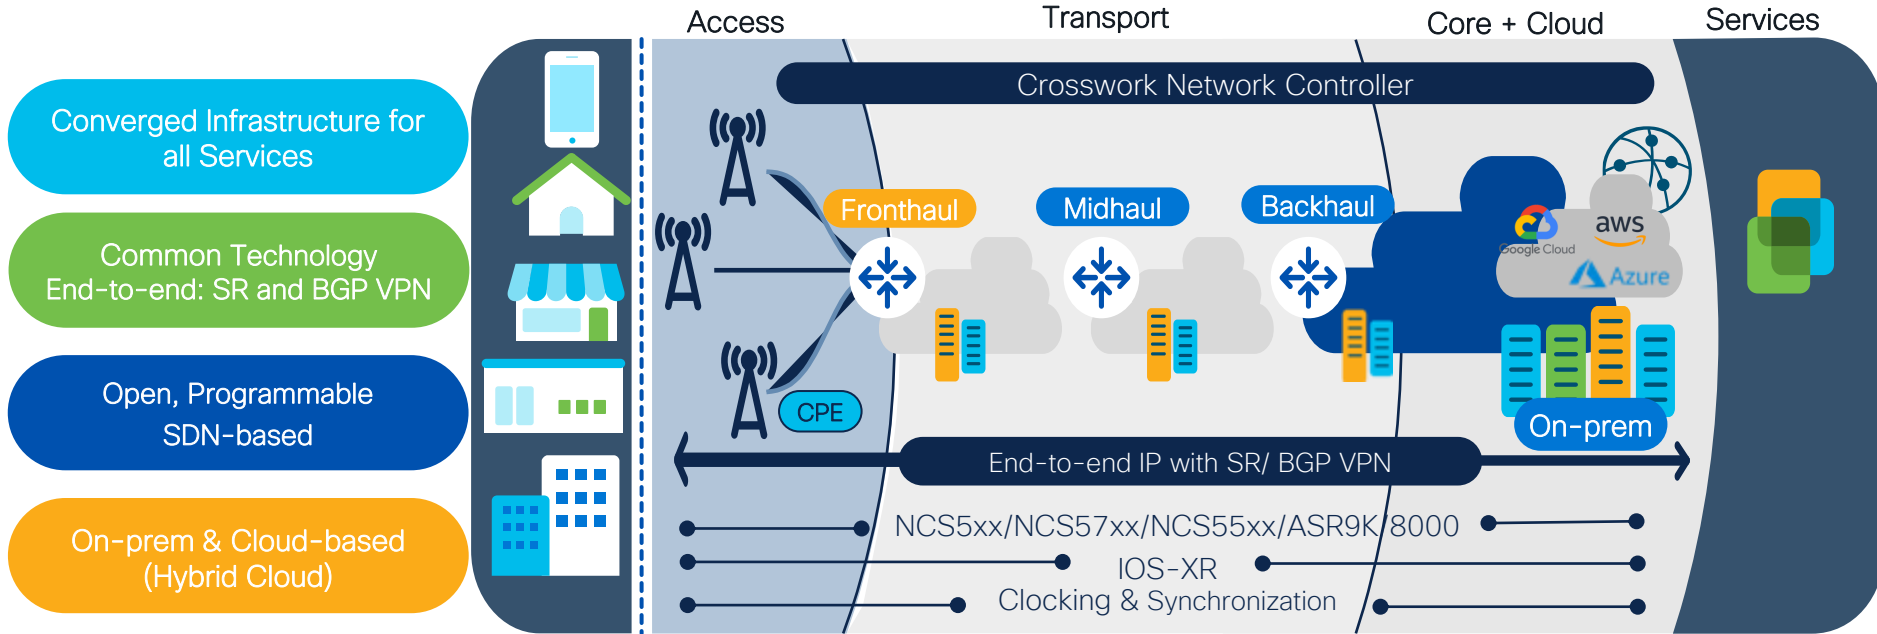 Access
Transport
Core + Cloud
Services
Crosswork Network Controller
Converged Infrastructure for
all Services
Common Technology
End-to-end: SR and BGP VPN
Open, Programmable
SDN-based
On-prem & Cloud-based
(Hybrid Cloud)
Fronthaul
Midhaul
Backhaul
Google Cloud
aws
Azure
CPE
On-prem
End-to-end IP with SR/ BGP VPN
NCS5xx/NCS57xx/NCS55xx/ASR9K/8000
IOS-XR
Clocking & Synchronization